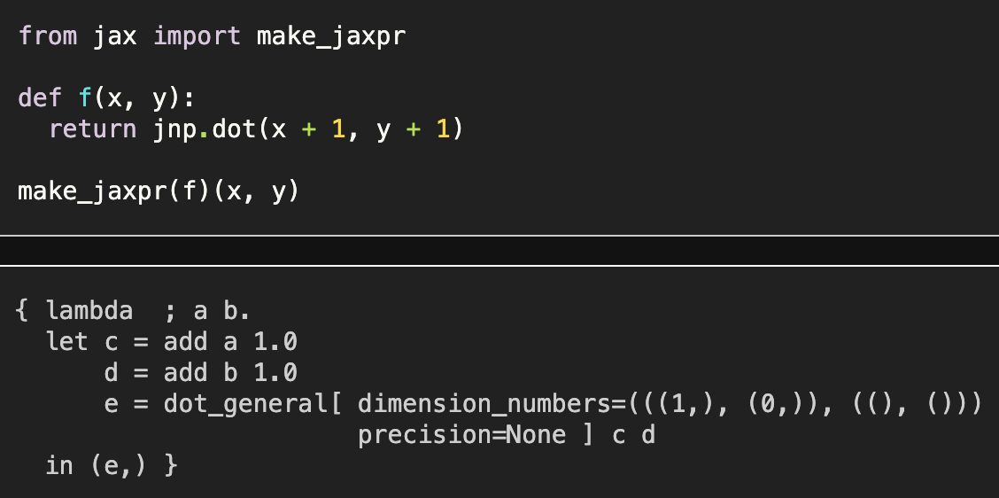 from jax import make_jaxpr
def f(x, y):
  return jnp.dot(x + 1, y + 1)
make_jaxpr(f)(x, y)
{ lambda  ; a b.
  let c = add a 1.0
      d = add b 1.0
      e = dot_general[ dimension_numbers=(((1,), (0,)), ((), ()))
                       precision=None ] c d
  in (e,) }